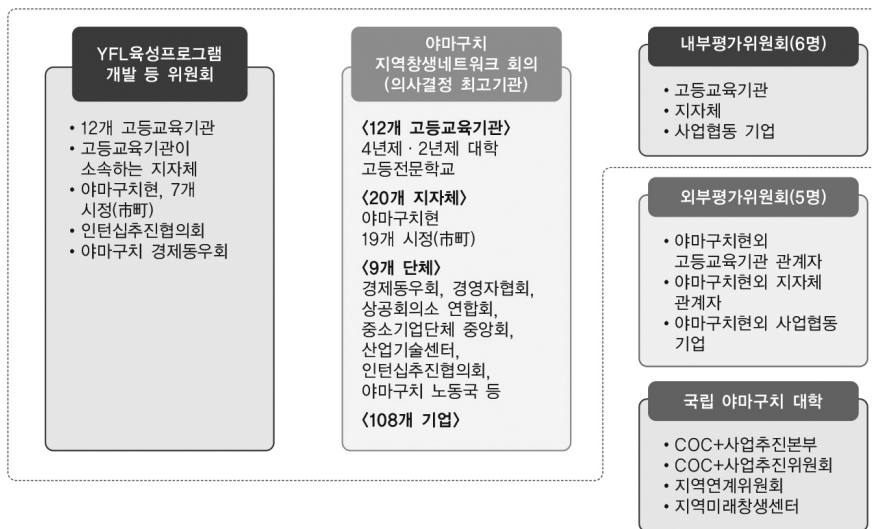 YFL육성프로그램
개발 등 위원회
• 12개 고등교육기관
• 고등교육기관이
소속하는 지자체
• 야마구치현, 7개
시정(市町)
• 인턴십추진협의회
• 야마구치 경제동우회
야마구치
지역창생네트워크 회의
(의사결정 최고기관)
〈12개 고등교육기관〉
4년제 · 2년제 대학
고등전문학교
〈20개 지자체〉
야마구치현
19개 시정(市町)
〈9개 단체〉
경제동우회, 경영자협회,
상공회의소 연합회,
중소기업단체 중앙회,
산업기술센터,
인턴십추진협의회,
야마구치 노동국 등
〈108개 기업〉
내부평가위원회(6명)
• 고등교육기관
• 지자체
• 사업협동 기업
외부평가위원회(5명)
• 야마구치현외
고등교육기관 관계자
• 야마구치현외 지자체
관계자
• 야마구치현외 사업협동
기업
국립 야마구치 대학
• COC+사업추진본부
• COC+사업추진위원회
• 지역연계위원회
• 지역미래창생센터